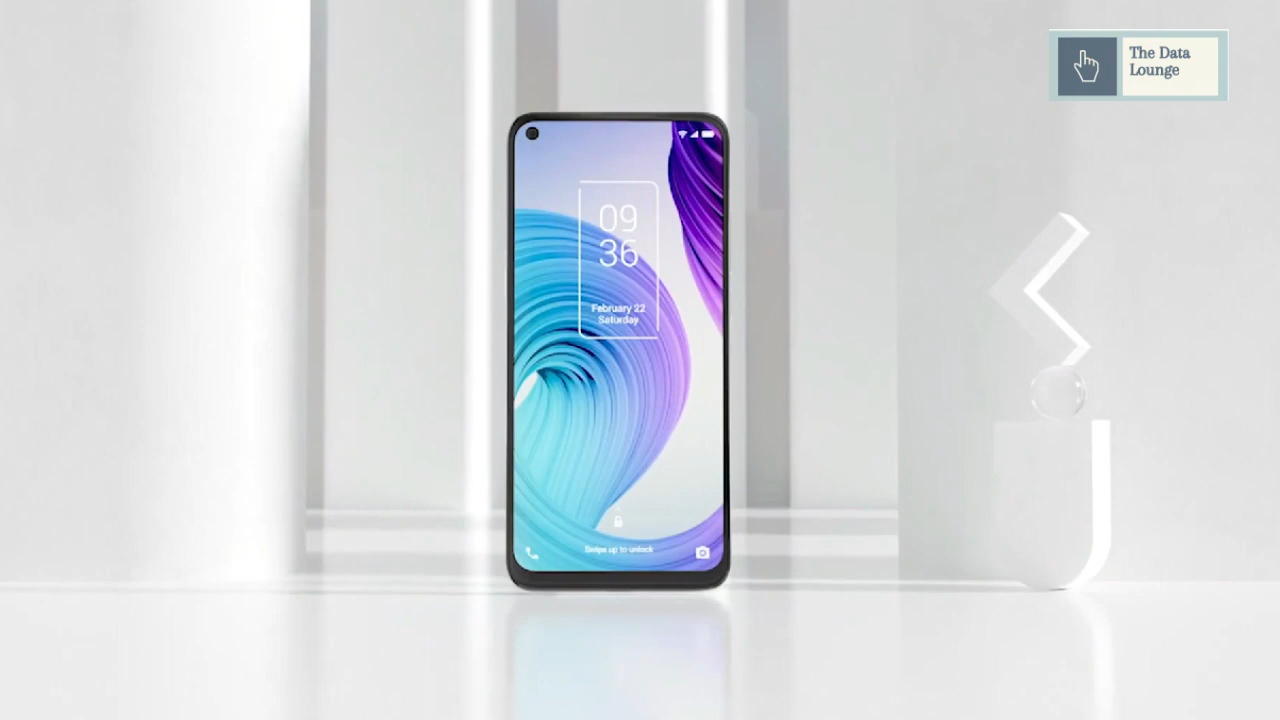 The Data
Lounge
09
36
February 22
Saturday
Swipe up to unlock